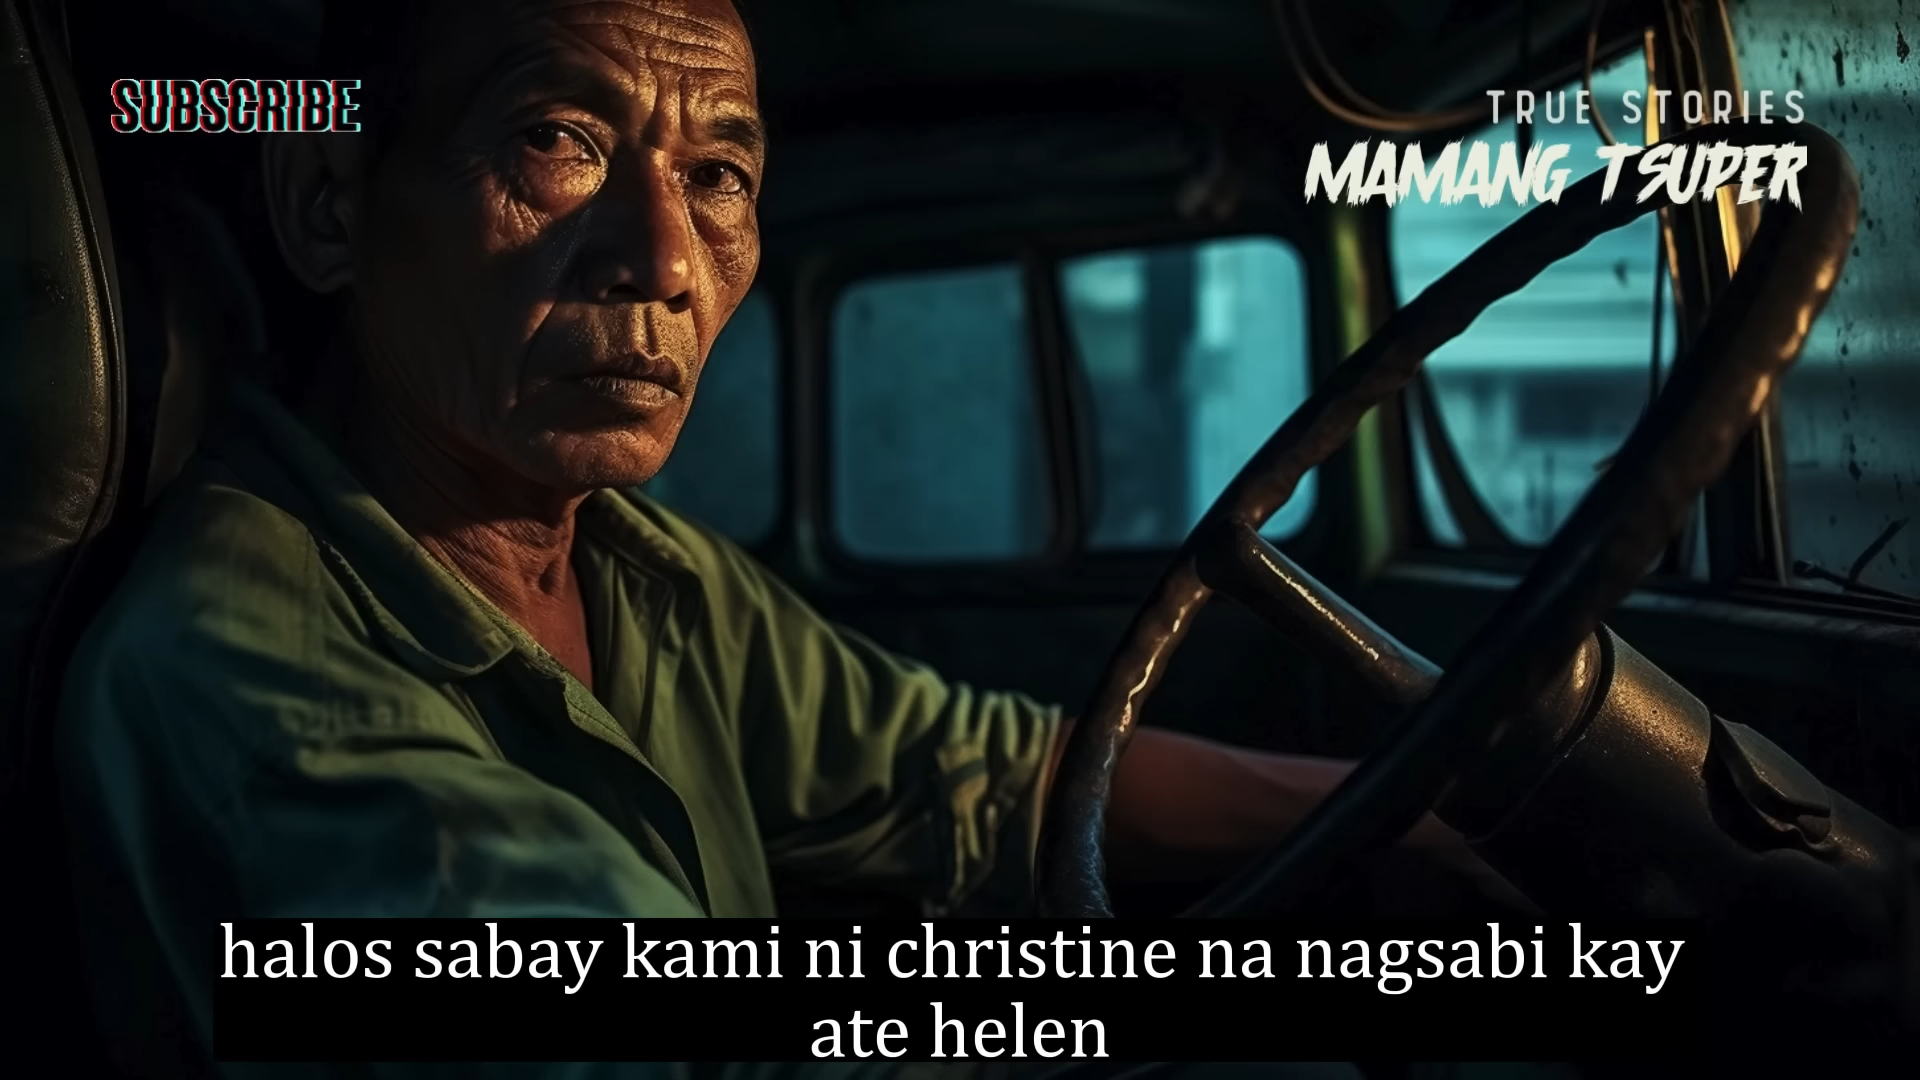 SUBSCRIBE
TRUE STORIES
MAMANG TSUPER
halos sabay kami ni christine na nagsabi kay
ate helen